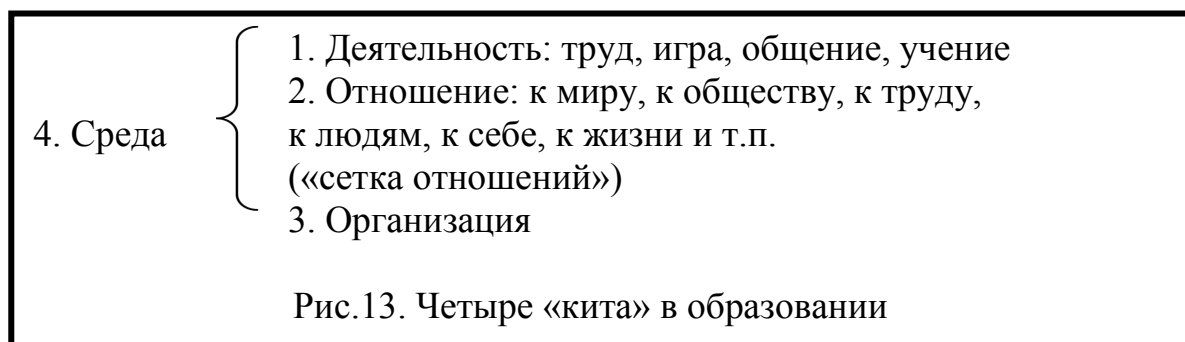 1. Деятельность: труд, игра, общение, учение
2. Отношение: к миру, к обществу, к труду,
4. Среда
к людям, к себе, к жизни и т.п.
(«сетка отношений»)
3. Организация
Рис.13. Четыре «кита» в образовании